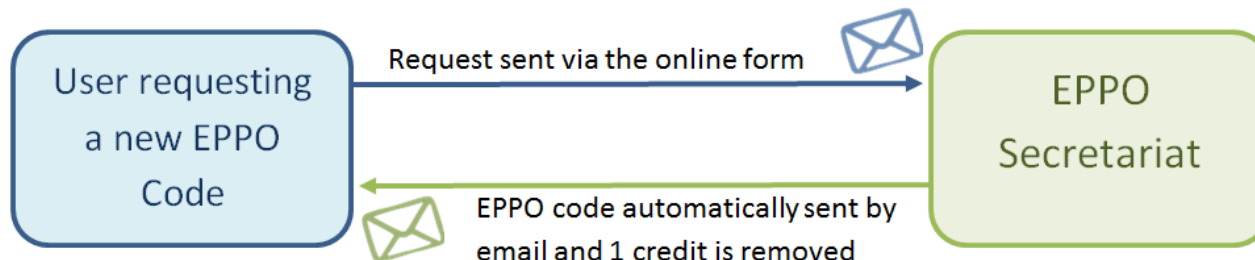 User requesting
a new EPPO
Code
Request sent via the online form
EPPO
Secretariat
EPPO code automatically sent by
email and 1 credit is removed